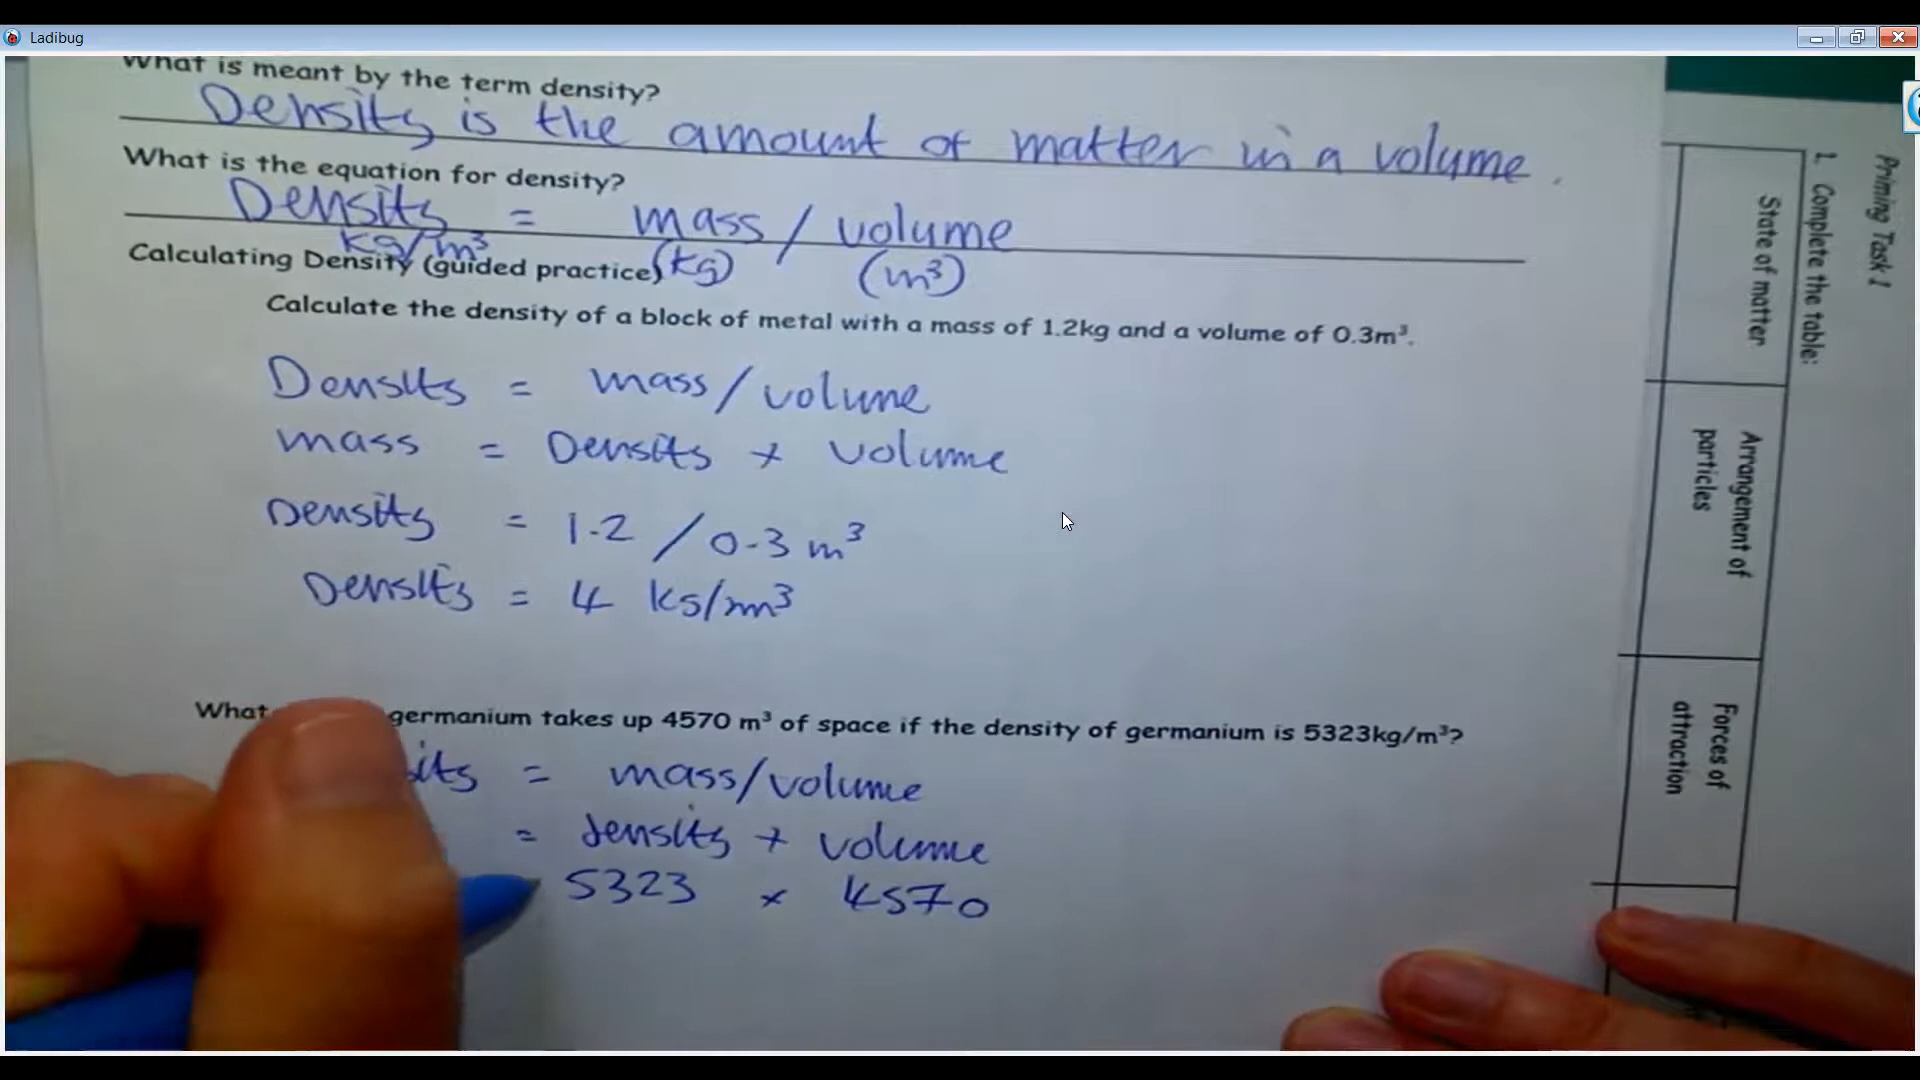 Ladibug
What is meant by the term density?
Density is the amount of matter in a volume.
What is the equation for density?
Density = mass / volume
kg/m³ (kg) (m³)
Calculating Density (guided practice)
Calculate the density of a block of metal with a mass of 1.2kg and a volume of 0.3m³.
Density = mass / volume
mass = Density × volume
Density = 1.2 / 0.3 m³
Density = 4 kg/m³
What germanium takes up 4570 m³ of space if the density of germanium is 5323kg/m³?
= mass/volume
= density × volume
5323 × 4570
Priming Task 1
1. Complete the table:
State of matter
Arrangement of
particles
Forces of
attraction